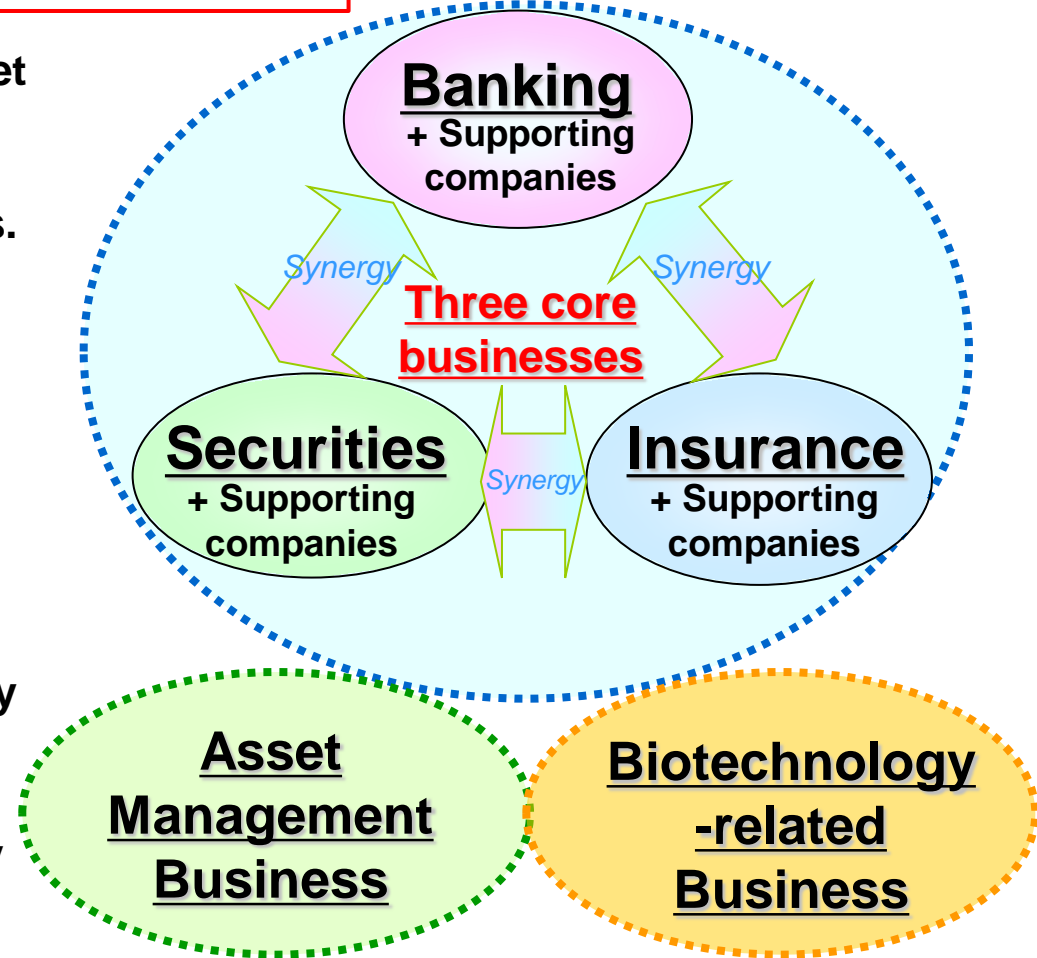 et
s.
Banking
+ Supporting
companies
Synergy
Synergy
Three core
businesses
Securities
+ Supporting
companies
Synergy
Insurance
+ Supporting
companies
y
Asset
Management
Business
Biotechnology
-related
Business